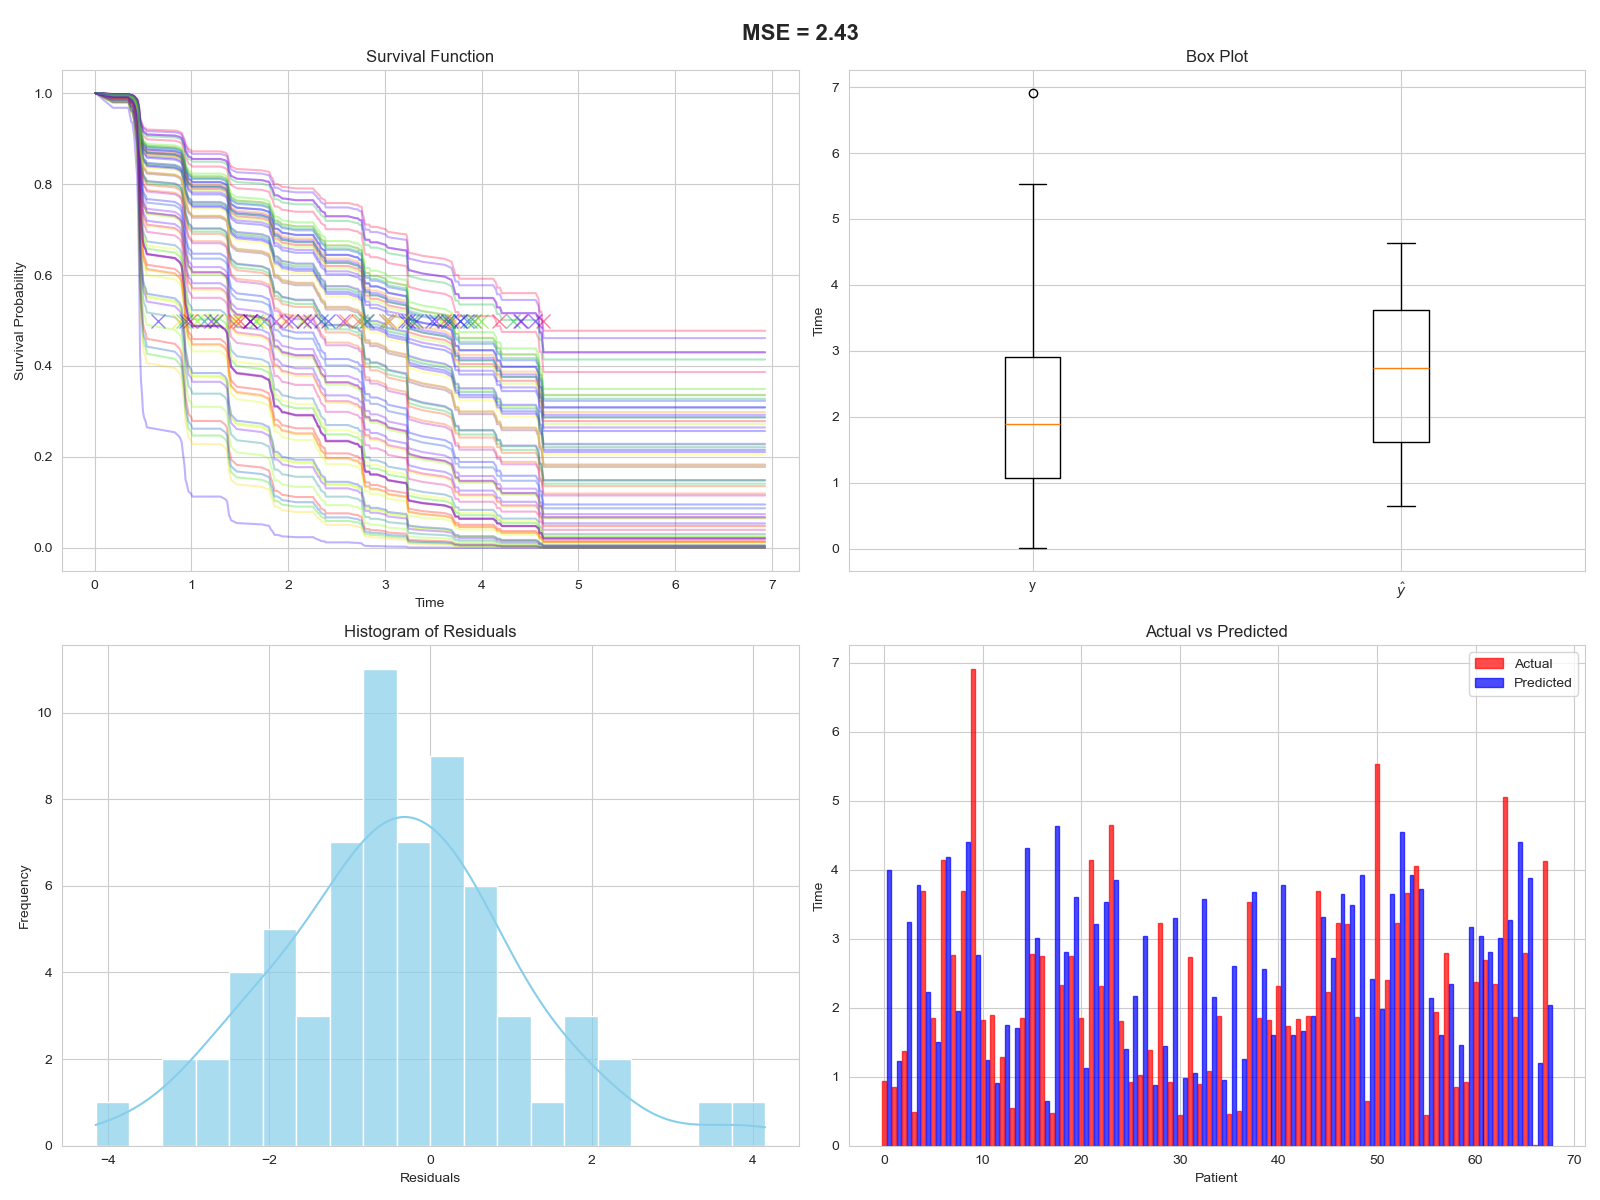 MSE = 2.43
Survival Function
Survival Probability
1.0
0.8
0.6
0.4
0.2
0.0
0 1 2 3 4 5 6 7
Time
Box Plot
Time
7
6
5
4
3
2
1
0
y ŷ
Histogram of Residuals
Frequency
10
8
6
4
2
0
−4 −2 0 2 4
Residuals
Actual vs Predicted
Actual
Predicted
Time
7
6
5
4
3
2
1
0
0 10 20 30 40 50 60 70
Patient